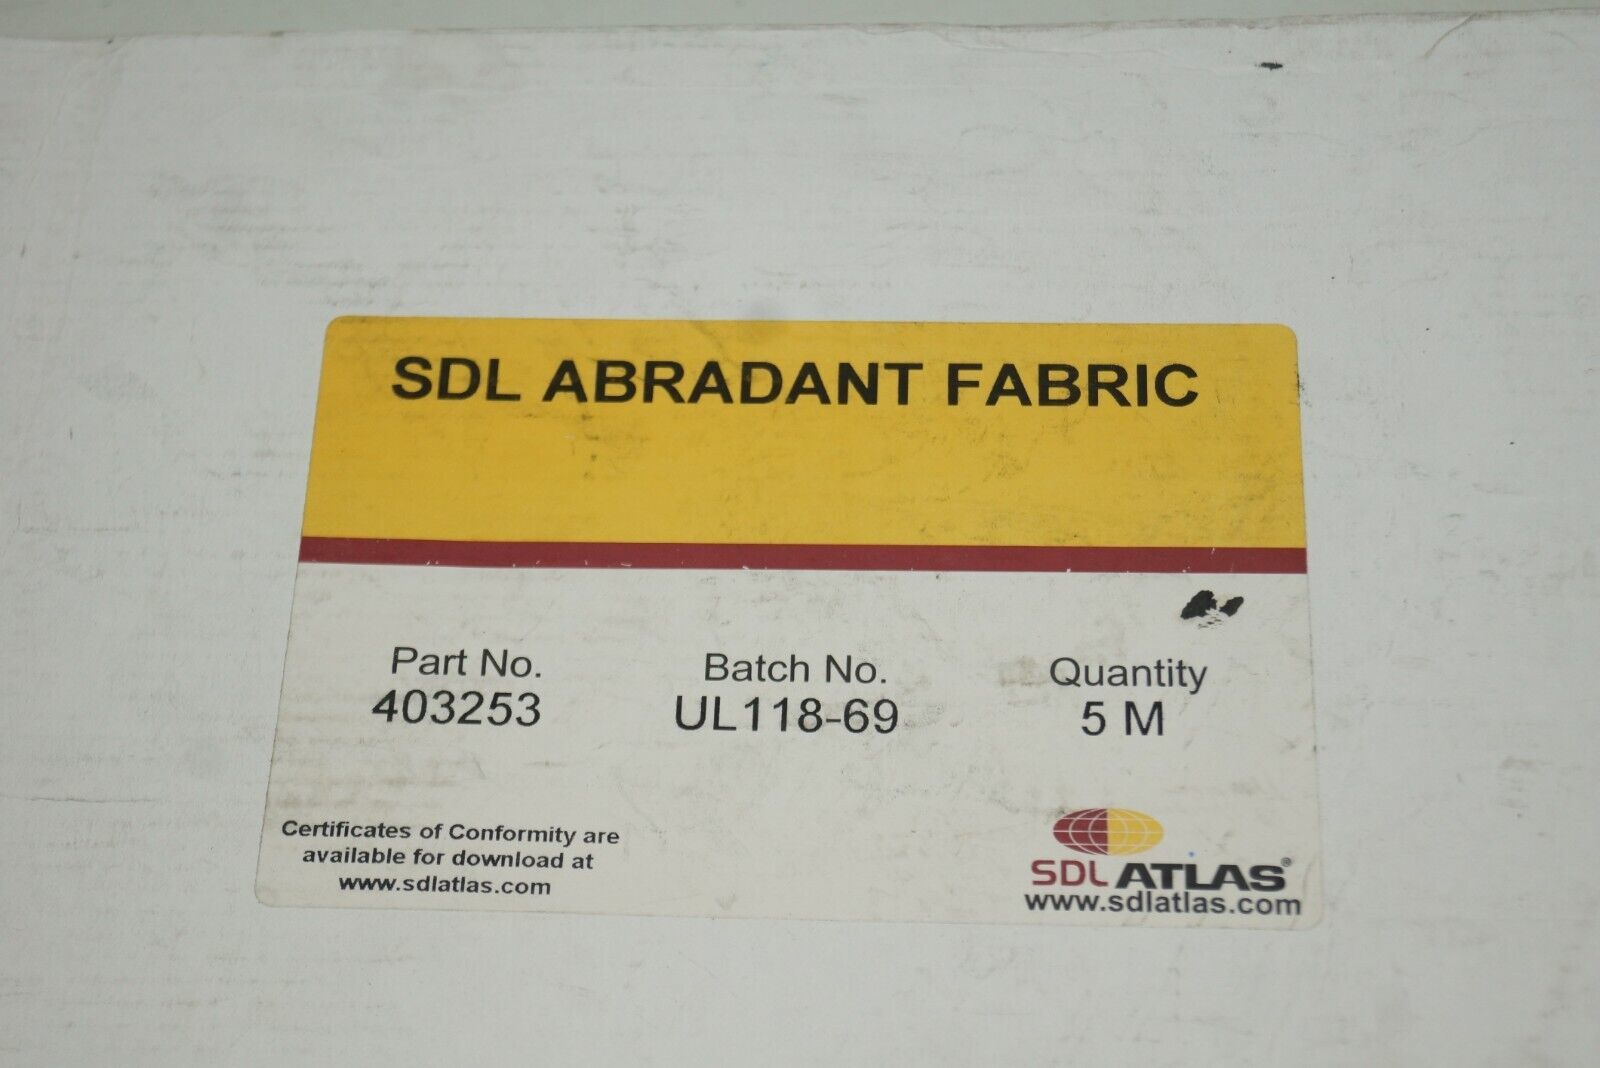 SDL ABRADANT FABRIC
Part No. Batch No. Quantity
403253 UL118-69 5 M
Certificates of Conformity are
available for download at
www.sdlatlas.com
SDL ATLAS®
www.sdlatlas.com